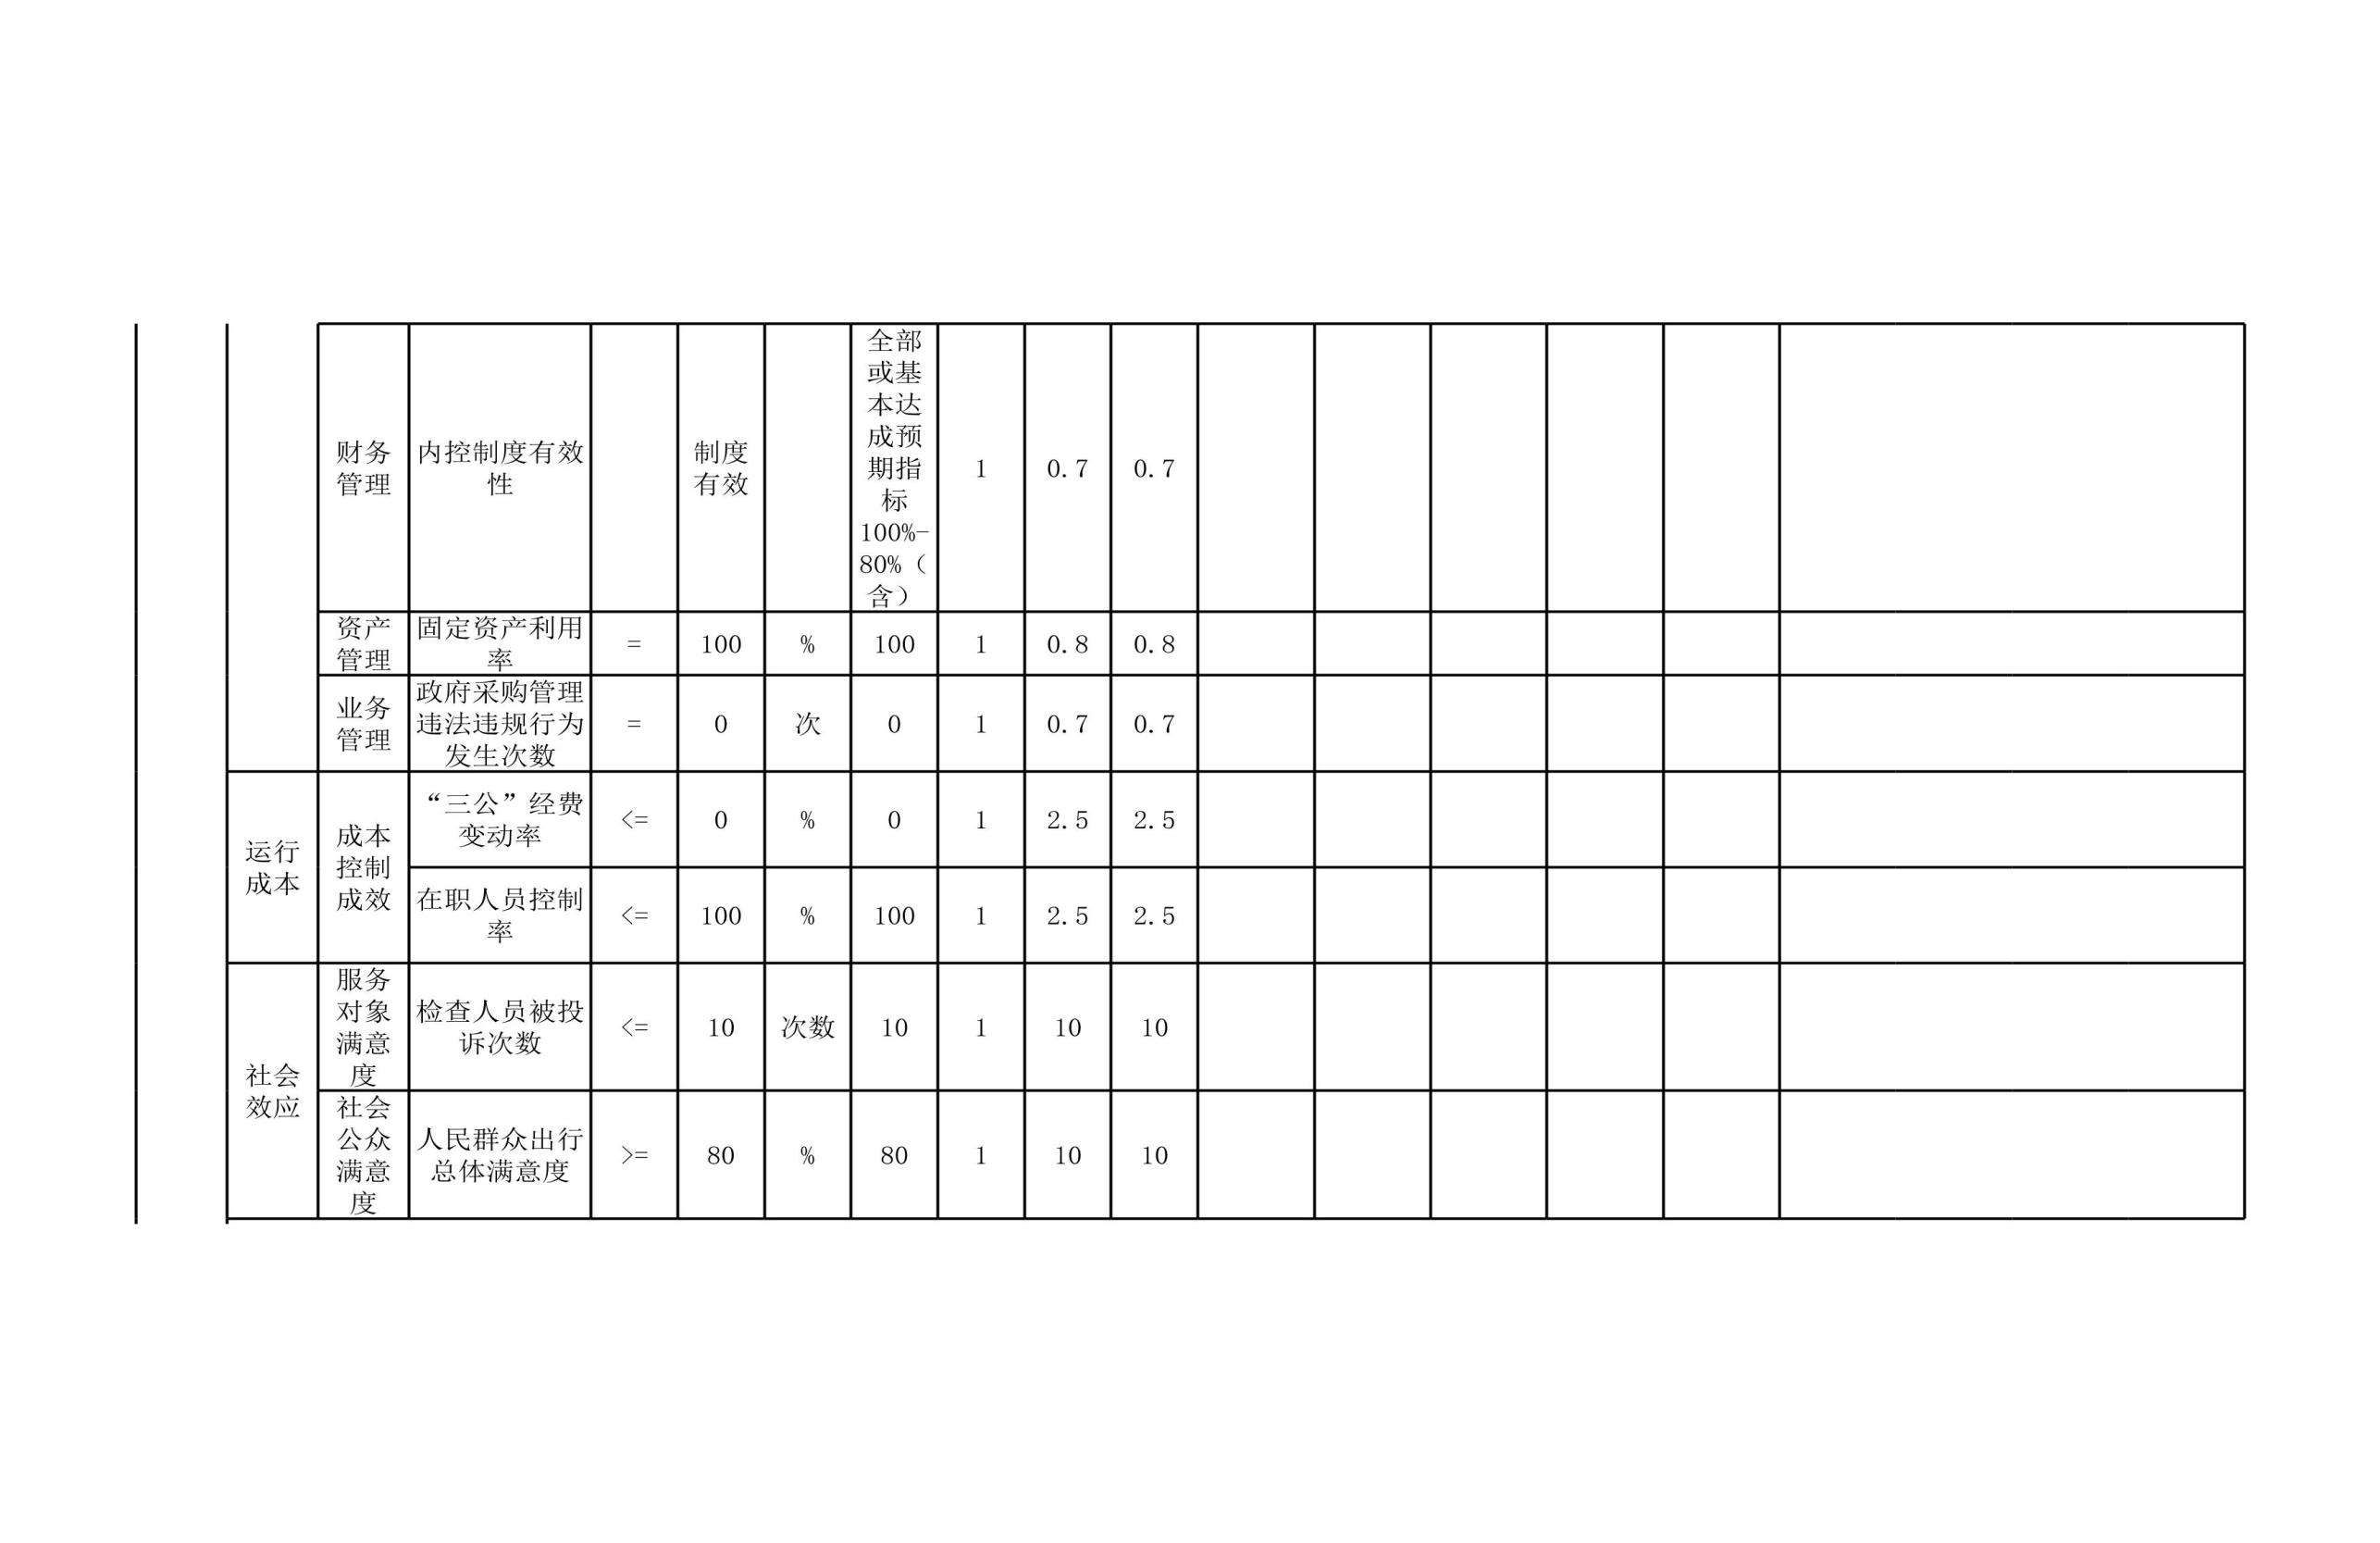 财务
管理
内控制度有效
性
制度
有效
全部
或基
本达
成预
期指
标
100%-
80%（
含）
1
0.7
0.7
资产
管理
固定资产利用
率
=
100
%
100
1
0.8
0.8
业务
管理
政府采购管理
违法违规行为
发生次数
=
0
次
0
1
0.7
0.7
运行
成本
成本
控制
成效
“三公”经费
变动率
<=
0
%
0
1
2.5
2.5
在职人员控制
率
<=
100
%
100
1
2.5
2.5
社会
效应
服务
对象
满意
度
检查人员被投
诉次数
<=
10
次数
10
1
10
10
社会
公众
满意
度
人民群众出行
总体满意度
>=
80
%
80
1
10
10